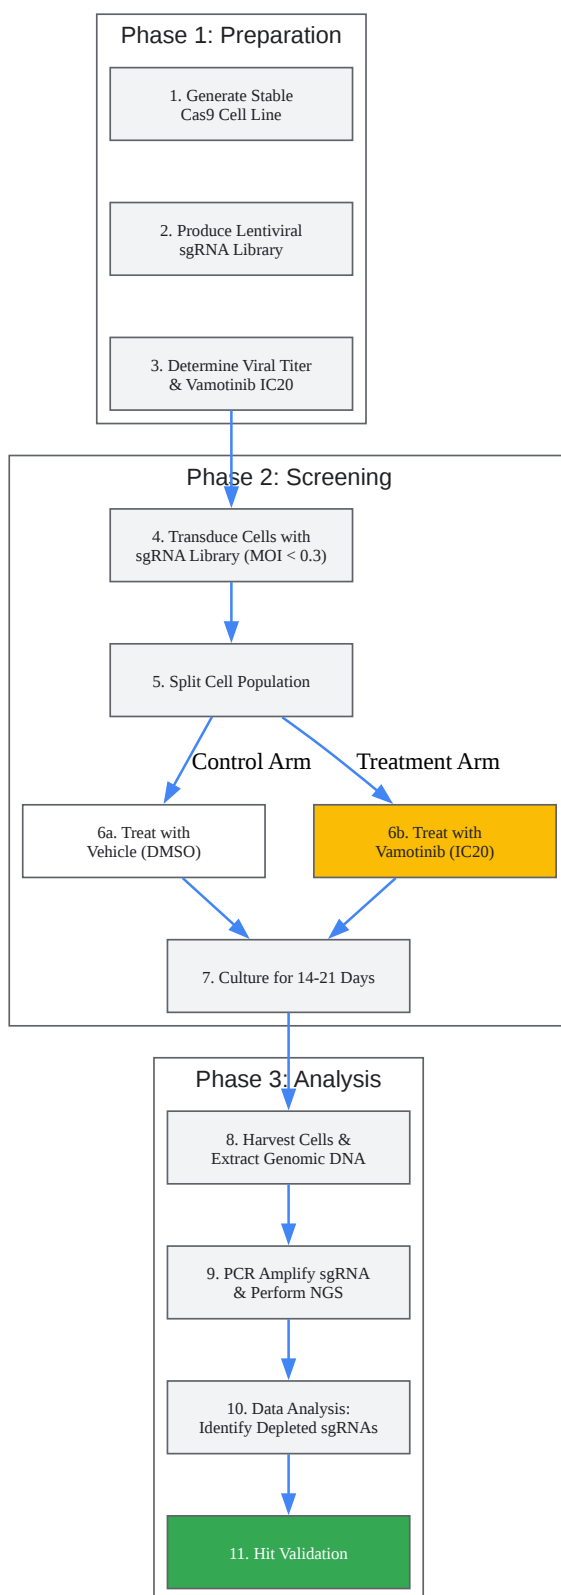 Phase 1: Preparation
1. Generate Stable
Cas9 Cell Line
2. Produce Lentiviral
sgRNA Library
3. Determine Viral Titer
& Vamotinib IC20
Phase 2: Screening
4. Transduce Cells with
sgRNA Library (MOI < 0.3)
5. Split Cell Population
Control Arm
Treatment Arm
6a. Treat with
Vehicle (DMSO)
6b. Treat with
Vamotinib (IC20)
7. Culture for 14-21 Days
Phase 3: Analysis
8. Harvest Cells &
Extract Genomic DNA
9. PCR Amplify sgRNA
& Perform NGS
10. Data Analysis:
Identify Depleted sgRNAs
11. Hit Validation